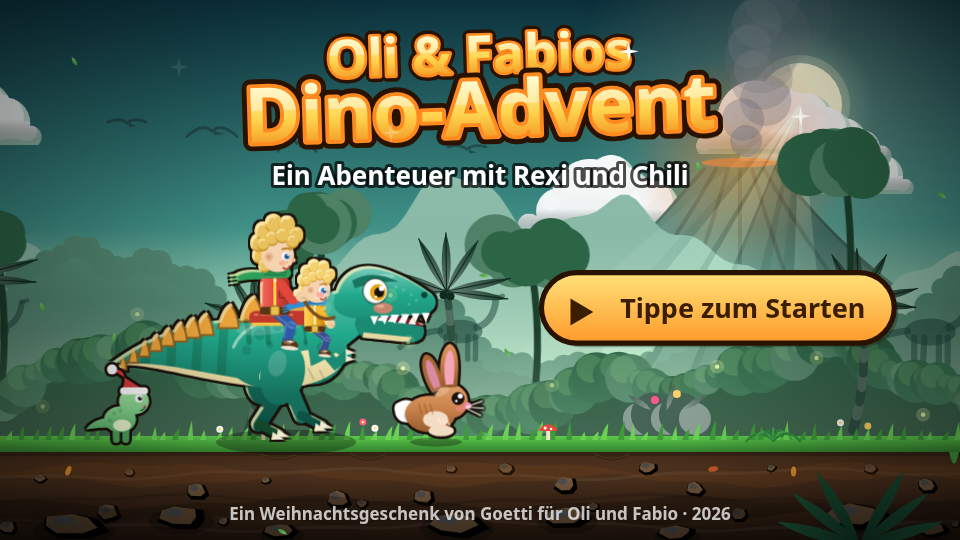 Oli & Fabios
Dino-Advent
Ein Abenteuer mit Rexi und Chili
Tippe zum Starten
Ein Weihnachtsgeschenk von Goetti für Oli und Fabio · 2026